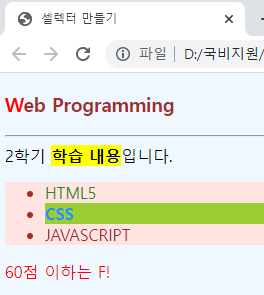 셀렉터 만들기
파일 | D:/국비지원/
Web Programming
2학기 학습 내용입니다.
HTML5
CSS
JAVASCRIPT
60점 이하는 F!